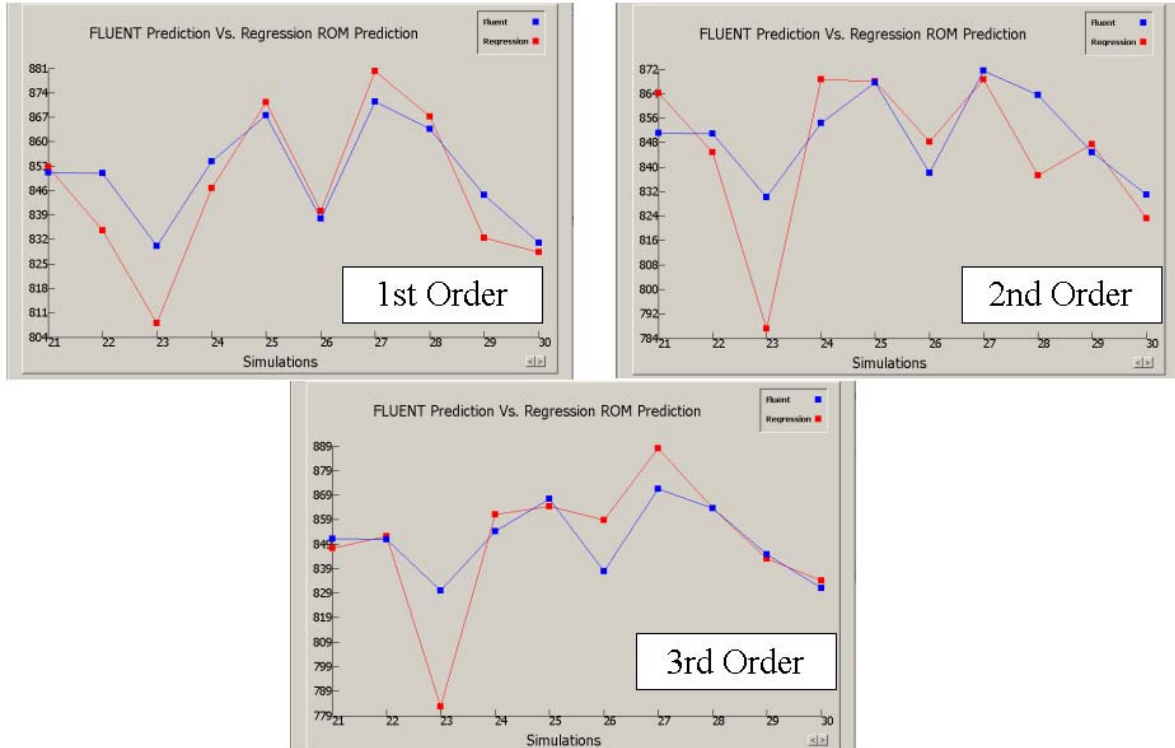 FLUENT Prediction Vs. Regression ROM Prediction
Fluent
Regression
881
874
867
860
853
846
839
832
825
818
811
804
21 22 23 24 25 26 27 28 29 30
Simulations
1st Order
FLUENT Prediction Vs. Regression ROM Prediction
Fluent
Regression
872
864
856
848
840
832
824
816
808
800
792
784
21 22 23 24 25 26 27 28 29 30
Simulations
2nd Order
FLUENT Prediction Vs. Regression ROM Prediction
Fluent
Regression
889
879
869
859
849
839
829
819
809
799
789
779
21 22 23 24 25 26 27 28 29 30
Simulations
3rd Order